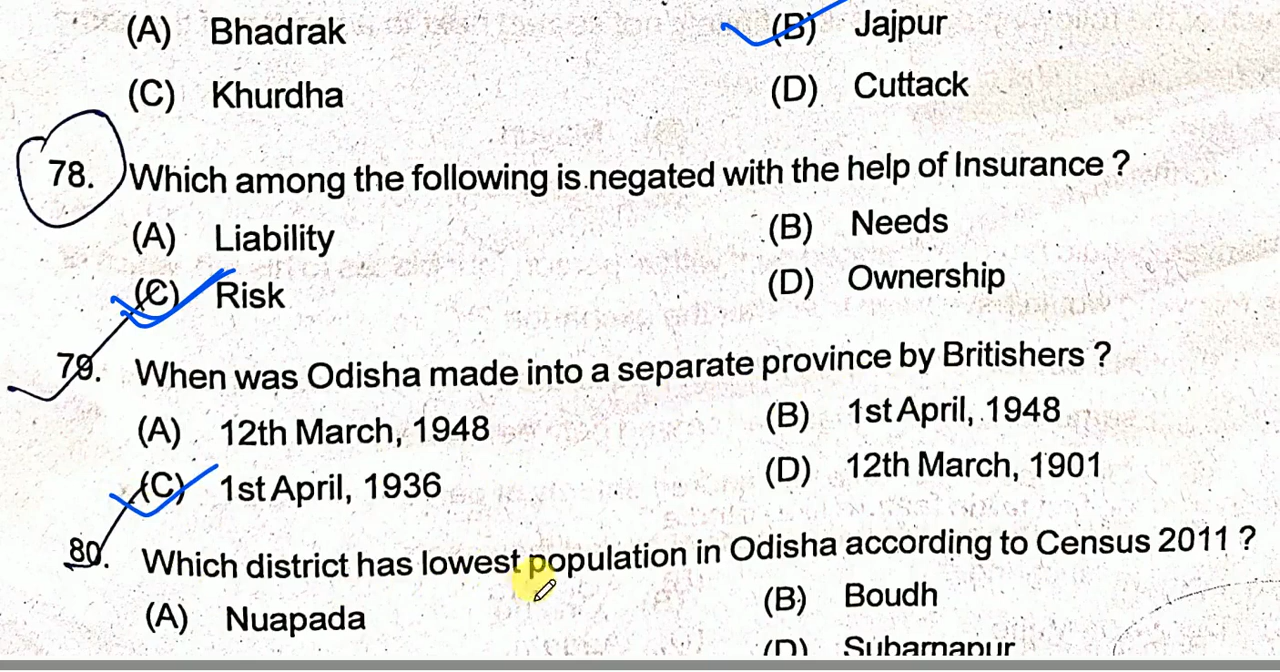 (A) Bhadrak (B) Jajpur
(C) Khurdha (D) Cuttack
78. Which among the following is negated with the help of Insurance ?
(A) Liability (B) Needs
(C) Risk (D) Ownership
79. When was Odisha made into a separate province by Britishers ?
(A) 12th March, 1948 (B) 1st April, 1948
(C) 1st April, 1936 (D) 12th March, 1901
80. Which district has lowest population in Odisha according to Census 2011 ?
(A) Nuapada (B) Boudh
(D) Subarnapur